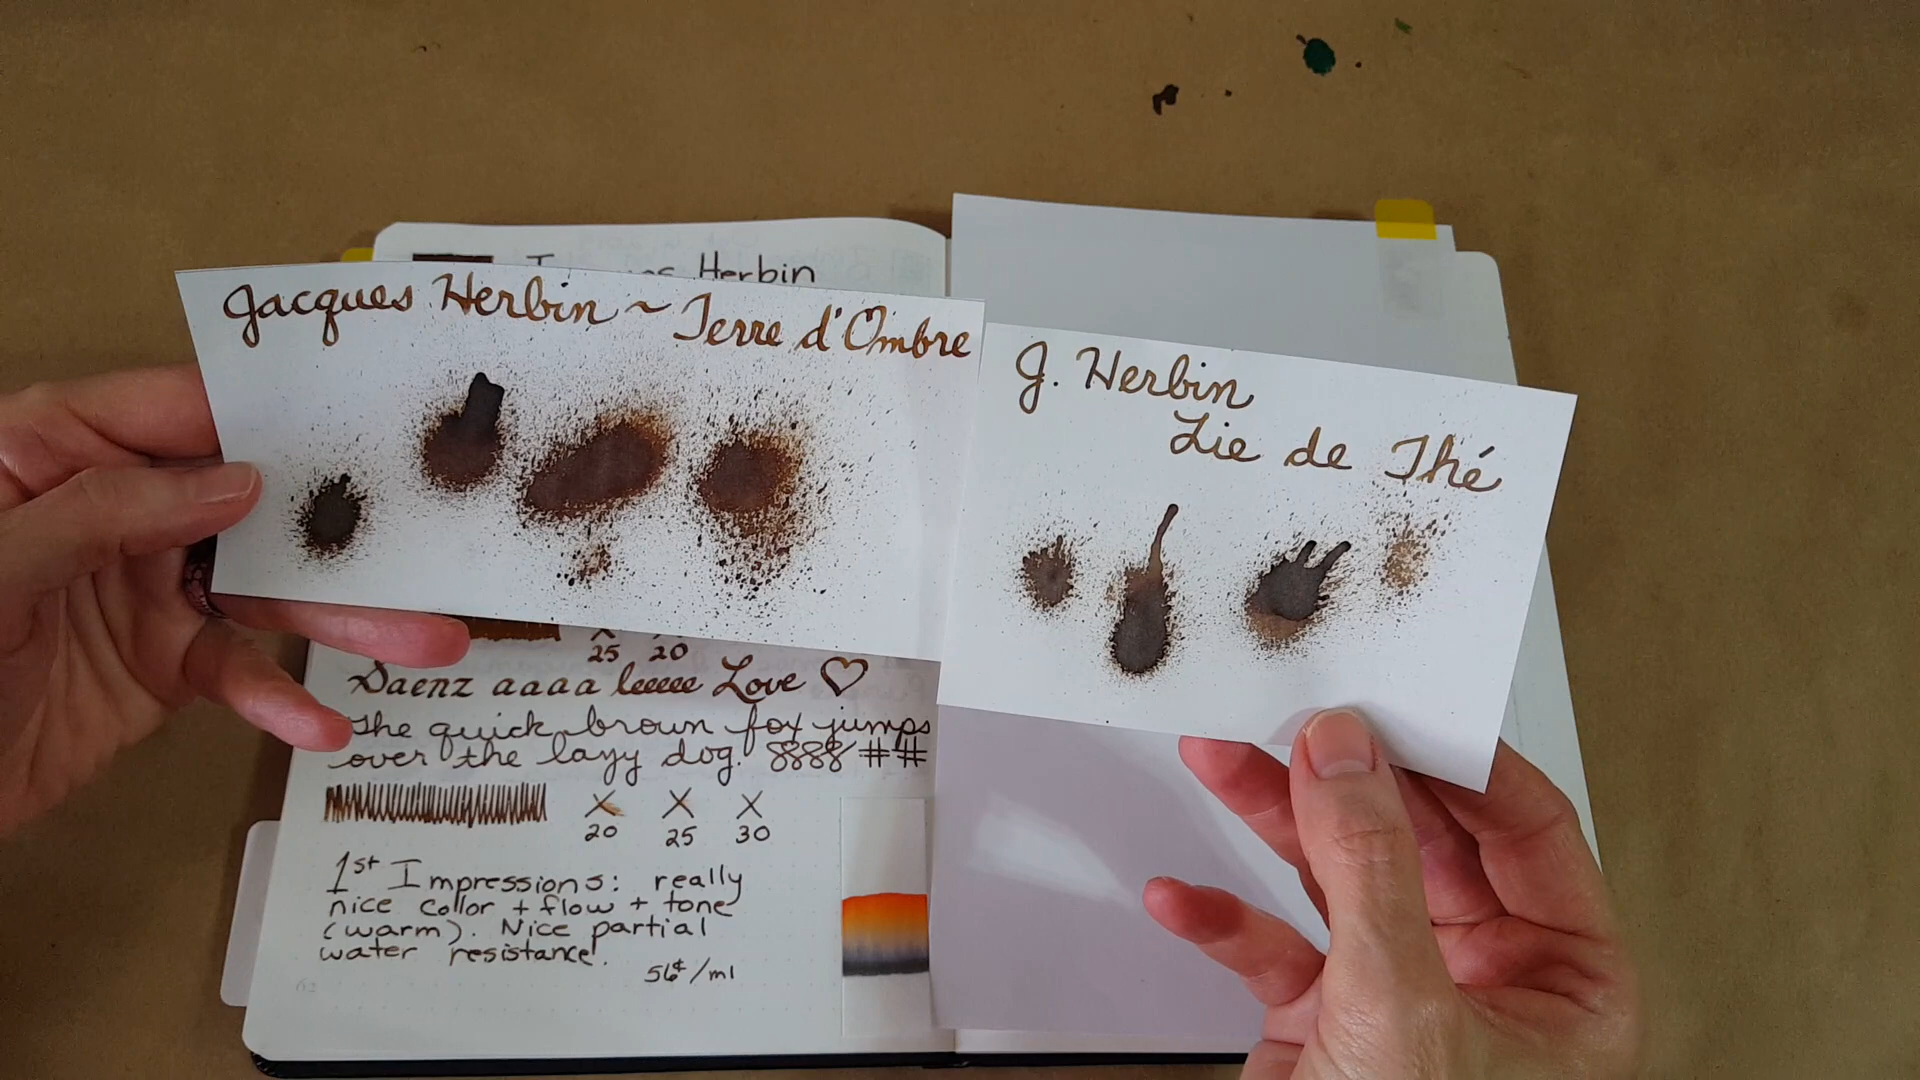 Herbin
Jacques Herbin ~ Terre d'Ombre
J. Herbin
Lie de Thé
25 20
Saenz aaaa leeeee Love ♡
The quick brown fox jumps
over the lazy dog. 8888 ##
X X X
20 25 30
1st Impressions: really
nice color + flow + tone
(warm). Nice partial
water resistance.
56¢/ml